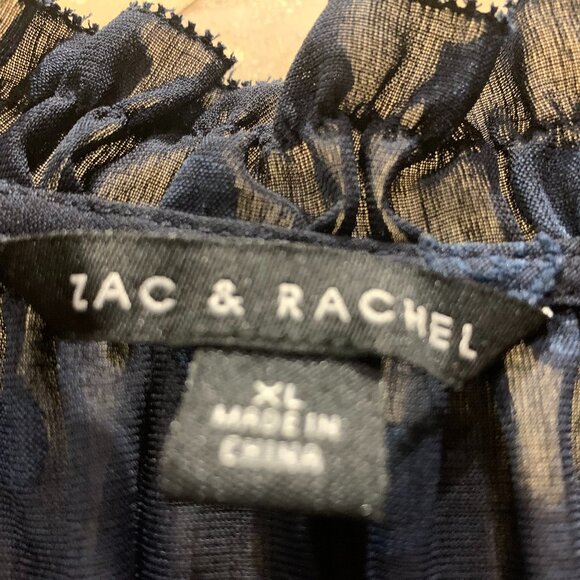 ZAC & RACHEL
XL
MADE IN
CHINA